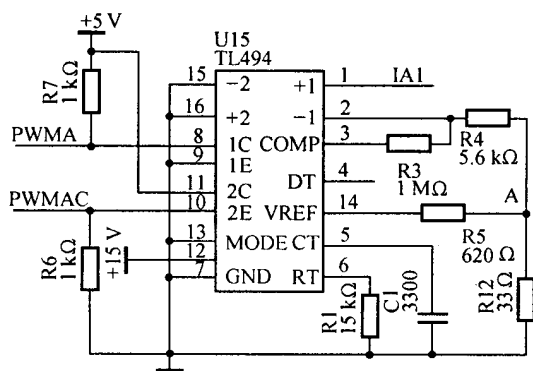 +5 V
U15
TL494
R7
1 kΩ
15
−2
+1
1
IA1
16
+2
−1
2
PWMA
8
1C
COMP
3
R3
1 MΩ
R4
5.6 kΩ
9
1E
DT
4
11
2C
A
PWMAC
10
2E
VREF
14
R5
620 Ω
13
MODE
CT
5
R6
1 kΩ
+15 V
12
7
GND
RT
6
R1
15 kΩ
C1
3300
R12
33 Ω